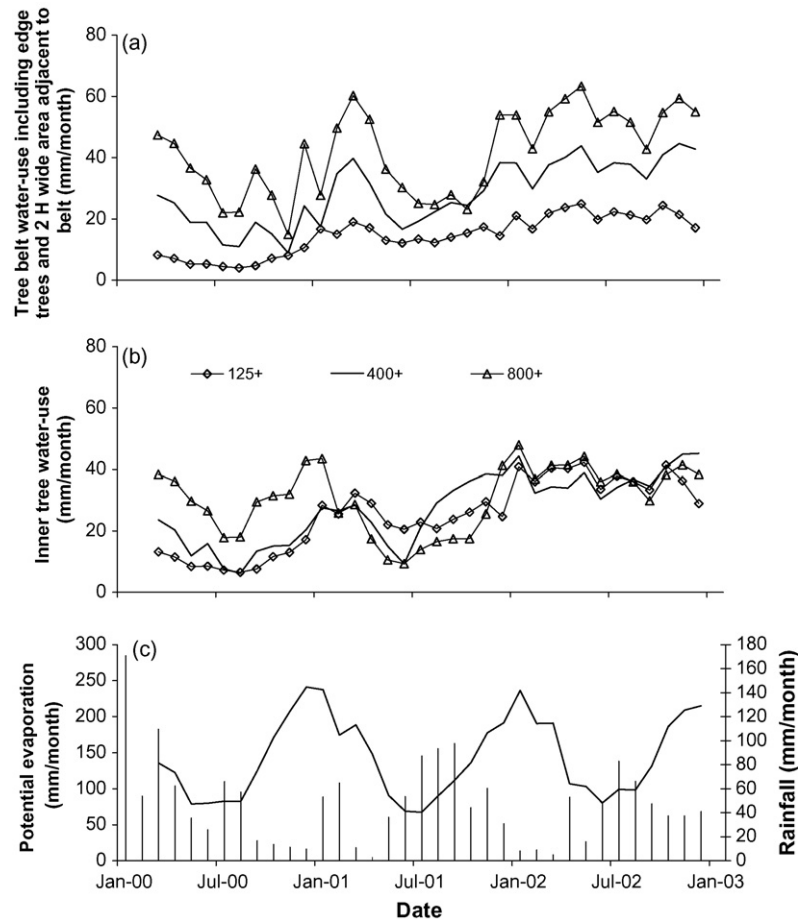 (a)
Tree belt water-use including edge
trees and 2 H wide area adjacent to
belt (mm/month)
80
60
40
20
0
(b)
Inner tree water-use
(mm/month)
80
60
40
20
0
125+ 400+ 800+
(c)
Potential evaporation
(mm/month)
300
250
200
150
100
50
0
180
160
140
120
100
80
60
40
20
0
Rainfall (mm/month)
Jan-00 Jul-00 Jan-01 Jul-01 Jan-02 Jul-02 Jan-03
Date